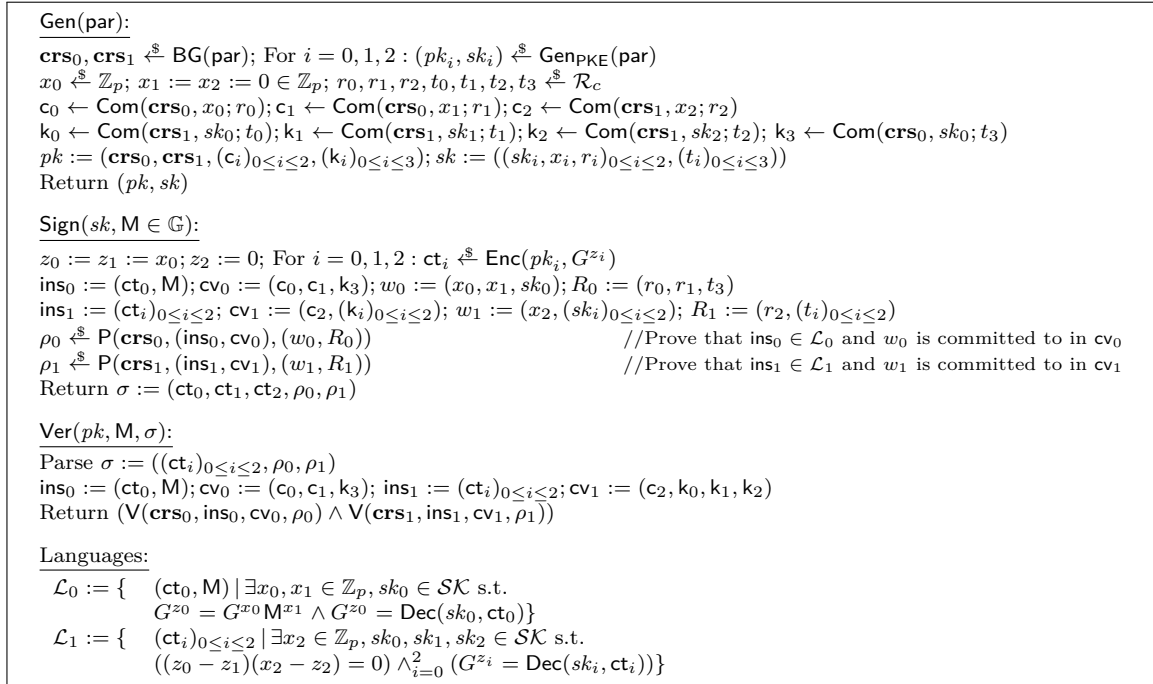 Gen(par):
crs₀, crs₁ ←$ BG(par); For i = 0, 1, 2 : (pkᵢ, skᵢ) ←$ Gen_PKE(par)
x₀ ←$ ℤ_p; x₁ := x₂ := 0 ∈ ℤ_p; r₀, r₁, r₂, t₀, t₁, t₂, t₃ ←$ ℛ_c
c₀ ← Com(crs₀, x₀; r₀); c₁ ← Com(crs₀, x₁; r₁); c₂ ← Com(crs₁, x₂; r₂)
k₀ ← Com(crs₁, sk₀; t₀); k₁ ← Com(crs₁, sk₁; t₁); k₂ ← Com(crs₁, sk₂; t₂); k₃ ← Com(crs₀, sk₀; t₃)
pk := (crs₀, crs₁, (cᵢ)_{0≤i≤2}, (kᵢ)_{0≤i≤3}); sk := ((skᵢ, xᵢ, rᵢ)_{0≤i≤2}, (tᵢ)_{0≤i≤3})
Return (pk, sk)
Sign(sk, M ∈ 𝔾):
z₀ := z₁ := x₀; z₂ := 0; For i = 0, 1, 2 : ctᵢ ←$ Enc(pkᵢ, G^{zᵢ})
ins₀ := (ct₀, M); cv₀ := (c₀, c₁, k₃); w₀ := (x₀, x₁, sk₀); R₀ := (r₀, r₁, t₃)
ins₁ := (ctᵢ)_{0≤i≤2}; cv₁ := (c₂, (kᵢ)_{0≤i≤2}); w₁ := (x₂, (skᵢ)_{0≤i≤2}); R₁ := (r₂, (tᵢ)_{0≤i≤2})
ρ₀ ←$ P(crs₀, (ins₀, cv₀), (w₀, R₀)) //Prove that ins₀ ∈ ℒ₀ and w₀ is committed to in cv₀
ρ₁ ←$ P(crs₁, (ins₁, cv₁), (w₁, R₁)) //Prove that ins₁ ∈ ℒ₁ and w₁ is committed to in cv₁
Return σ := (ct₀, ct₁, ct₂, ρ₀, ρ₁)
Ver(pk, M, σ):
Parse σ := ((ctᵢ)_{0≤i≤2}, ρ₀, ρ₁)
ins₀ := (ct₀, M); cv₀ := (c₀, c₁, k₃); ins₁ := (ctᵢ)_{0≤i≤2}; cv₁ := (c₂, k₀, k₁, k₂)
Return (V(crs₀, ins₀, cv₀, ρ₀) ∧ V(crs₁, ins₁, cv₁, ρ₁))
Languages:
ℒ₀ := { (ct₀, M) | ∃x₀, x₁ ∈ ℤ_p, sk₀ ∈ 𝒮𝒦 s.t.
G^{z₀} = G^{x₀}M^{x₁} ∧ G^{z₀} = Dec(sk₀, ct₀)}
ℒ₁ := { (ctᵢ)_{0≤i≤2} | ∃x₂ ∈ ℤ_p, sk₀, sk₁, sk₂ ∈ 𝒮𝒦 s.t.
((z₀ − z₁)(x₂ − z₂) = 0) ∧²_{i=0} (G^{zᵢ} = Dec(skᵢ, ctᵢ))}